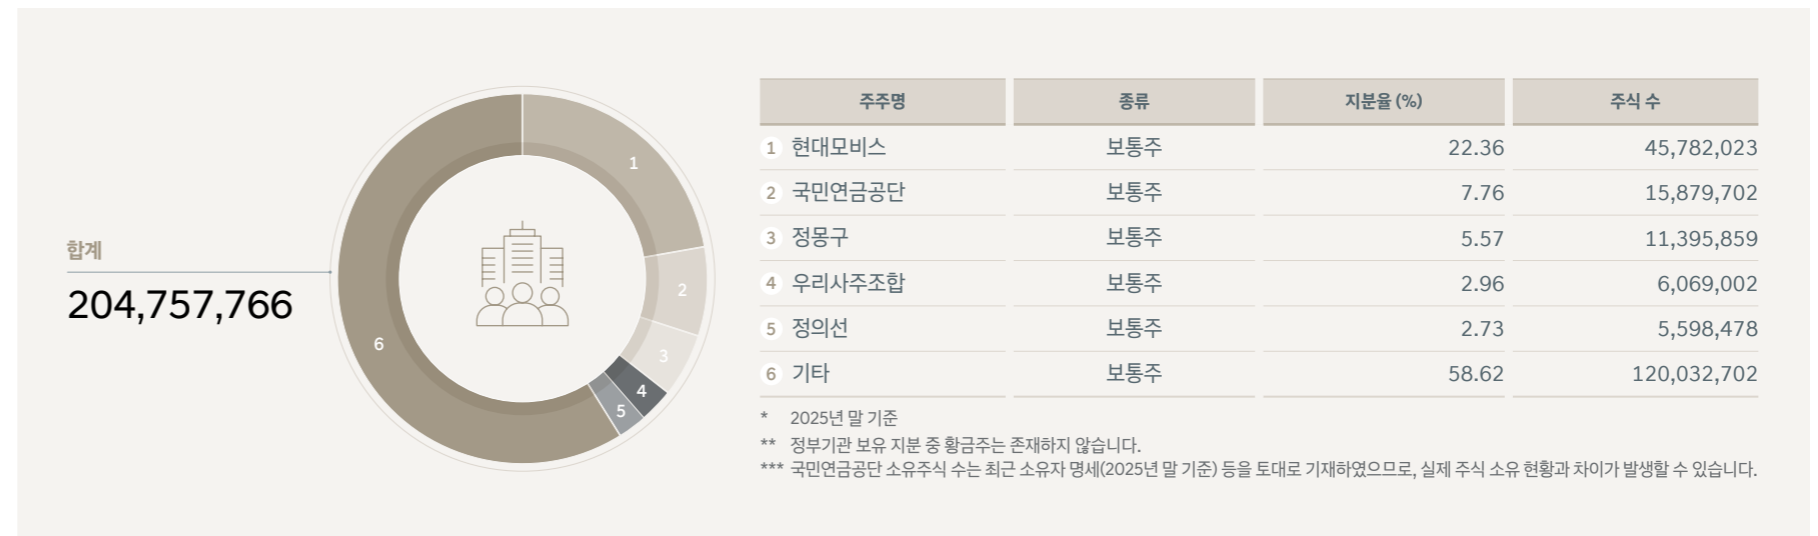 합계
204,757,766
1
2
3
4
5
6
주주명 종류 지분율 (%) 주식 수
1 현대모비스 보통주 22.36 45,782,023
2 국민연금공단 보통주 7.76 15,879,702
3 정몽구 보통주 5.57 11,395,859
4 우리사주조합 보통주 2.96 6,069,002
5 정의선 보통주 2.73 5,598,478
6 기타 보통주 58.62 120,032,702
* 2025년 말 기준
** 정부기관 보유 지분 중 황금주는 존재하지 않습니다.
*** 국민연금공단 소유주식 수는 최근 소유자 명세(2025년 말 기준) 등을 토대로 기재하였으므로, 실제 주식 소유 현황과 차이가 발생할 수 있습니다.